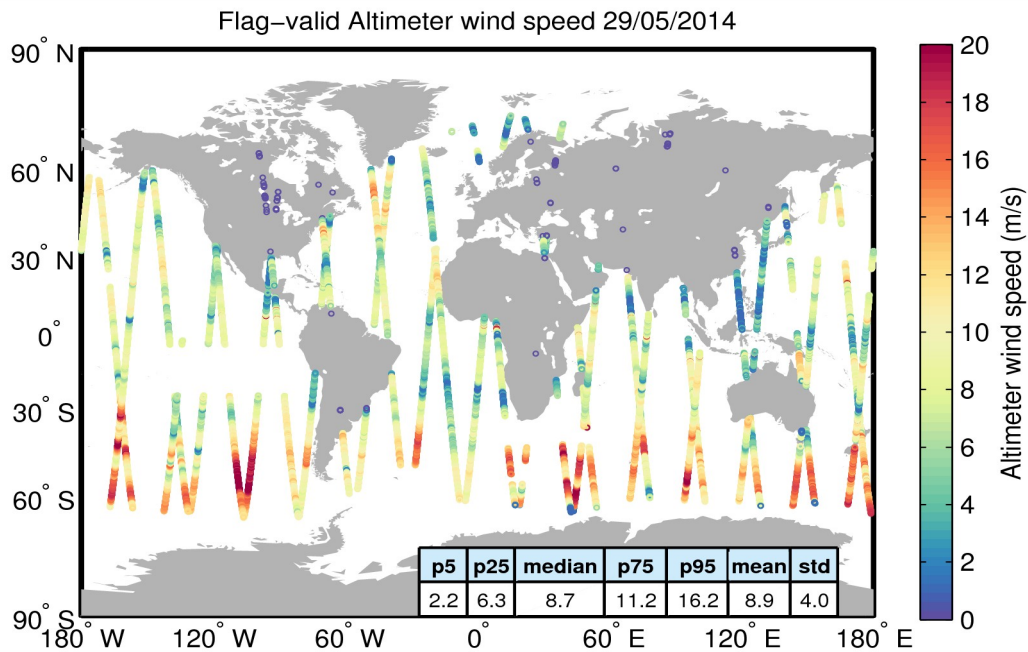 Flag−valid Altimeter wind speed 29/05/2014
90° N
60° N
30° N
0°
30° S
60° S
90° S
180° W
120° W
60° W
0°
60° E
120° E
180° E
p5 p25 median p75 p95 mean std
2.2 6.3 8.7 11.2 16.2 8.9 4.0
20
18
16
14
12
10
8
6
4
2
0
Altimeter wind speed (m/s)